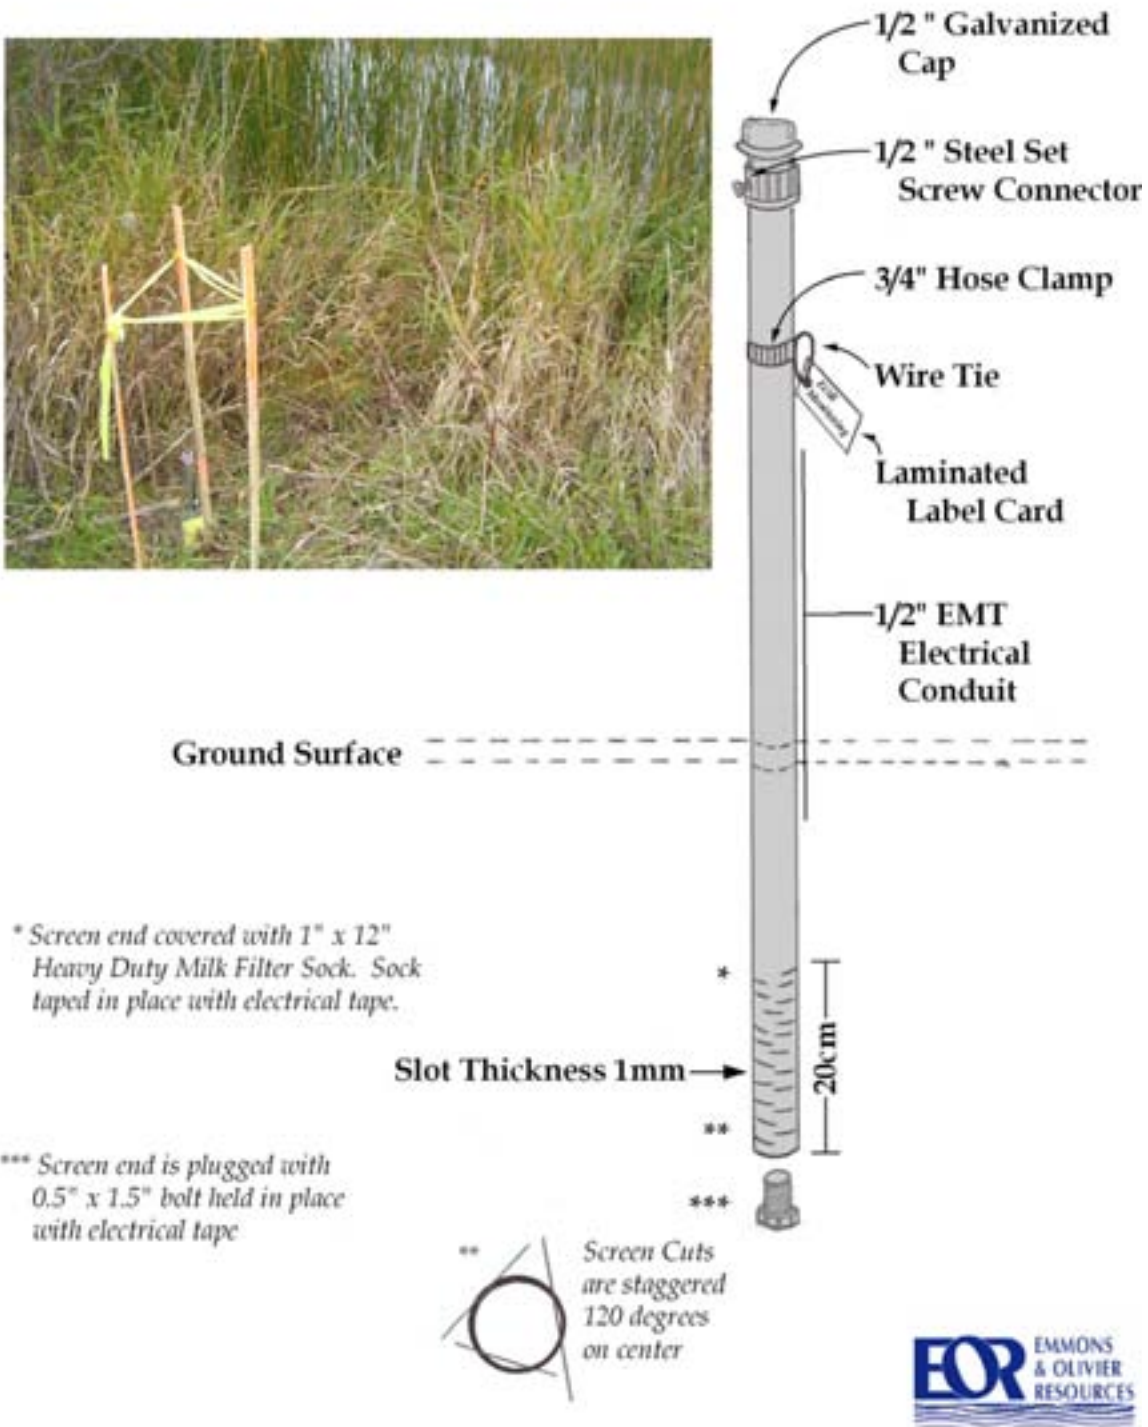 1/2 " Galvanized
Cap
1/2 " Steel Set
Screw Connector
3/4" Hose Clamp
Wire Tie
Laminated
Label Card
1/2" EMT
Electrical
Conduit
Ground Surface
* Screen end covered with 1" x 12"
Heavy Duty Milk Filter Sock. Sock
taped in place with electrical tape.
*
20cm
Slot Thickness 1mm
**
*** Screen end is plugged with
0.5" x 1.5" bolt held in place
with electrical tape
***
**
Screen Cuts
are staggered
120 degrees
on center
EOR
EMMONS
& OLIVIER
RESOURCES